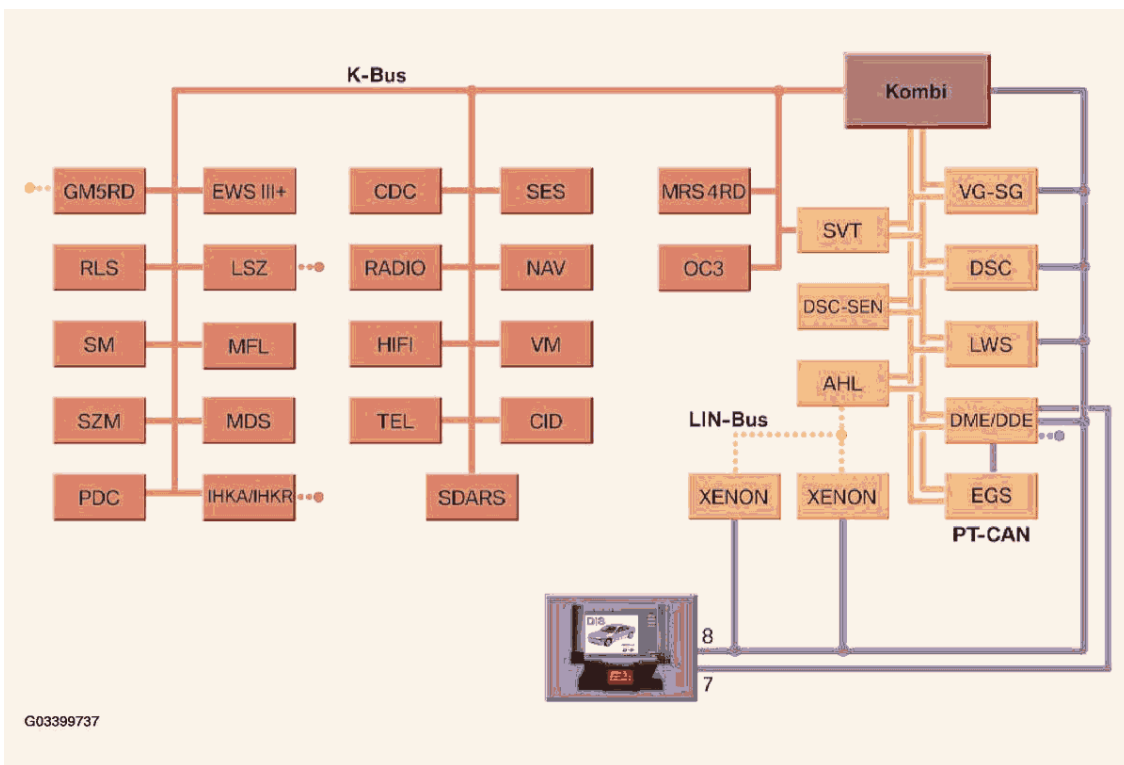 K-Bus
Kombi
GM5RD
EWS III+
CDC
SES
MRS 4RD
VG-SG
SVT
RLS
LSZ
RADIO
NAV
OC3
DSC
DSC-SEN
SM
MFL
HIFI
VM
LWS
AHL
SZM
MDS
TEL
CID
LIN-Bus
DME/DDE
PDC
IHKA/IHKR
SDARS
XENON
XENON
EGS
PT-CAN
DIS
8
7
G03399737